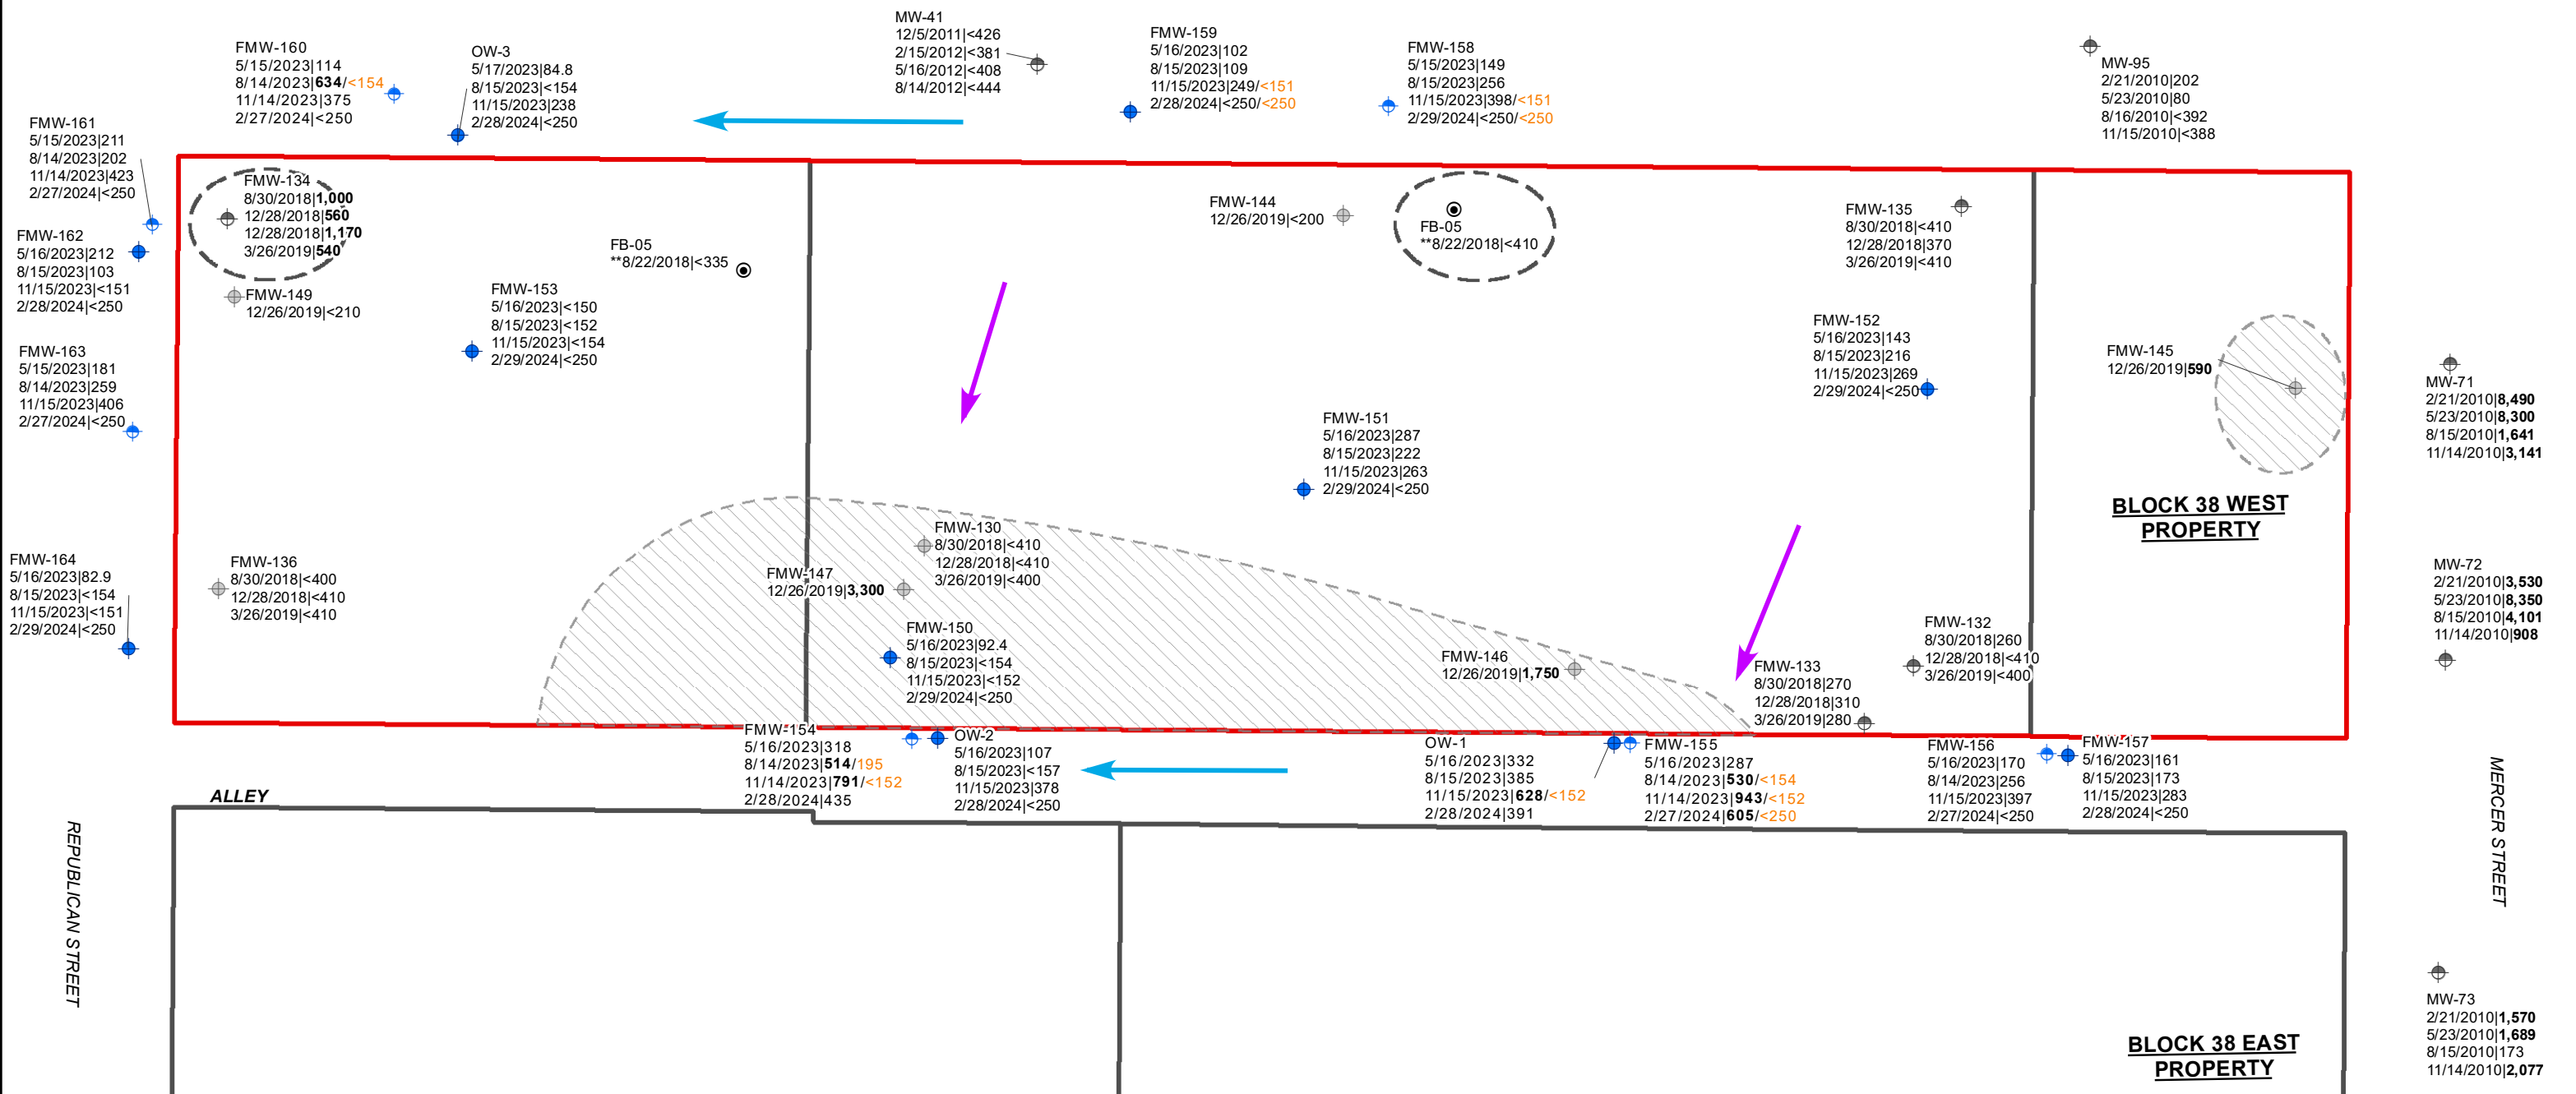 MW-41
12/5/2011|<426
2/15/2012|<381
5/16/2012|<408
8/14/2012|<444
FMW-159
5/16/2023|102
8/15/2023|109
11/15/2023|249/<151
2/28/2024|<250/<250
FMW-158
5/15/2023|149
8/15/2023|256
11/15/2023|398/<151
2/29/2024|<250/<250
FMW-160
5/15/2023|114
8/14/2023|634/<154
11/14/2023|375
2/27/2024|<250
OW-3
5/17/2023|84.8
8/15/2023|<154
11/15/2023|238
2/28/2024|<250
MW-95
2/21/2010|202
5/23/2010|80
8/16/2010|<392
11/15/2010|<388
FMW-161
5/15/2023|211
8/14/2023|202
11/14/2023|423
2/27/2024|<250
FMW-134
8/30/2018|1,000
12/28/2018|560
12/28/2018|1,170
3/26/2019|540
FMW-144
12/26/2019|<200
FB-05
**8/22/2018|<410
FMW-135
8/30/2018|<410
12/28/2018|370
3/26/2019|<410
FMW-162
5/16/2023|212
8/15/2023|103
11/15/2023|<151
2/28/2024|<250
FB-05
**8/22/2018|<335
FMW-149
12/26/2019|<210
FMW-153
5/16/2023|<150
8/15/2023|<152
11/15/2023|<154
2/29/2024|<250
FMW-152
5/16/2023|143
8/15/2023|216
11/15/2023|269
2/29/2024|<250
FMW-145
12/26/2019|590
FMW-163
5/15/2023|181
8/14/2023|259
11/15/2023|406
2/27/2024|<250
MW-71
2/21/2010|8,490
5/23/2010|8,300
8/15/2010|1,641
11/14/2010|3,141
FMW-151
5/16/2023|287
8/15/2023|222
11/15/2023|263
2/29/2024|<250
BLOCK 38 WEST
PROPERTY
FMW-130
8/30/2018|<410
12/28/2018|<410
3/26/2019|<400
FMW-147
12/26/2019|3,300
FMW-164
5/16/2023|82.9
8/15/2023|<154
11/15/2023|<151
2/29/2024|<250
FMW-136
8/30/2018|<400
12/28/2018|<410
3/26/2019|<410
MW-72
2/21/2010|3,530
5/23/2010|8,350
8/15/2010|4,101
11/14/2010|908
FMW-150
5/16/2023|92.4
8/15/2023|<154
11/15/2023|<152
2/29/2024|<250
FMW-146
12/26/2019|1,750
FMW-132
8/30/2018|260
12/28/2018|<410
3/26/2019|<400
FMW-133
8/30/2018|270
12/28/2018|310
3/26/2019|280
FMW-154
5/16/2023|318
8/14/2023|514/195
11/14/2023|791/<152
2/28/2024|435
OW-2
5/16/2023|107
8/15/2023|<157
11/15/2023|378
2/28/2024|<250
OW-1
5/16/2023|332
8/15/2023|385
11/15/2023|628/<152
2/28/2024|391
FMW-155
5/16/2023|287
8/14/2023|530/<154
11/14/2023|943/<152
2/27/2024|605/<250
FMW-156
5/16/2023|170
8/14/2023|256
11/15/2023|397
2/27/2024|<250
FMW-157
5/16/2023|161
8/15/2023|173
11/15/2023|283
2/28/2024|<250
ALLEY
REPUBLICAN STREET
MERCER STREET
MW-73
2/21/2010|1,570
5/23/2010|1,689
8/15/2010|173
11/14/2010|2,077
BLOCK 38 EAST
PROPERTY